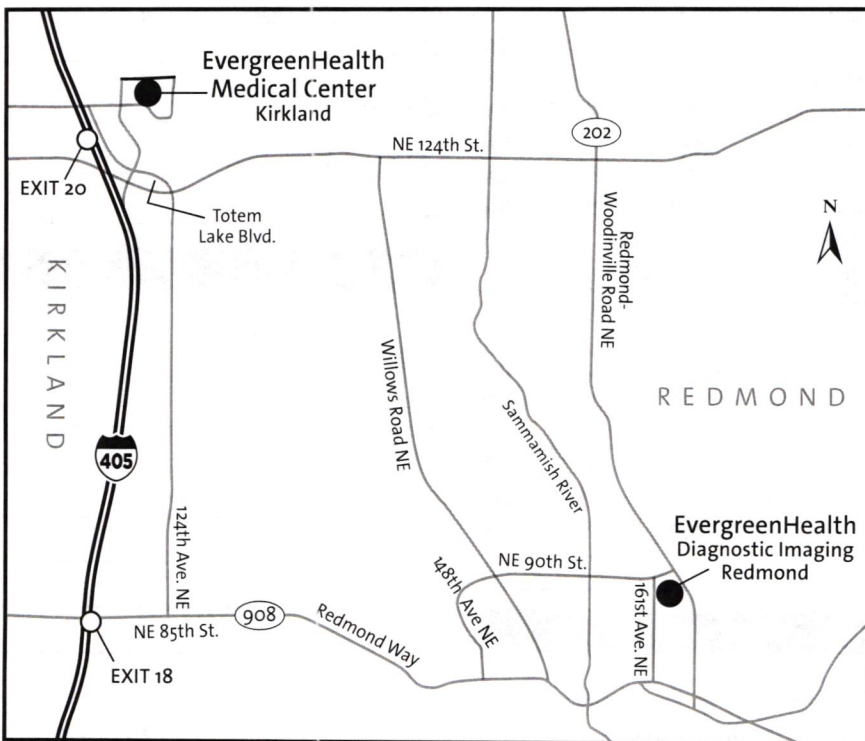 EvergreenHealth
Medical Center
Kirkland
202
NE 124th St.
EXIT 20
Totem
Lake Blvd.
Redmond-
Woodinville Road NE
N
KIRKLAND
Willows Road NE
REDMOND
405
Sammamish River
124th Ave. NE
EvergreenHealth
Diagnostic Imaging
Redmond
NE 90th St.
148th Ave NE
161st Ave. NE
908
NE 85th St.
Redmond Way
EXIT 18